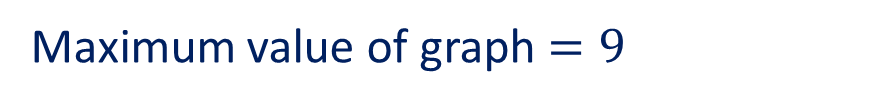 Maximum value of graph = 9